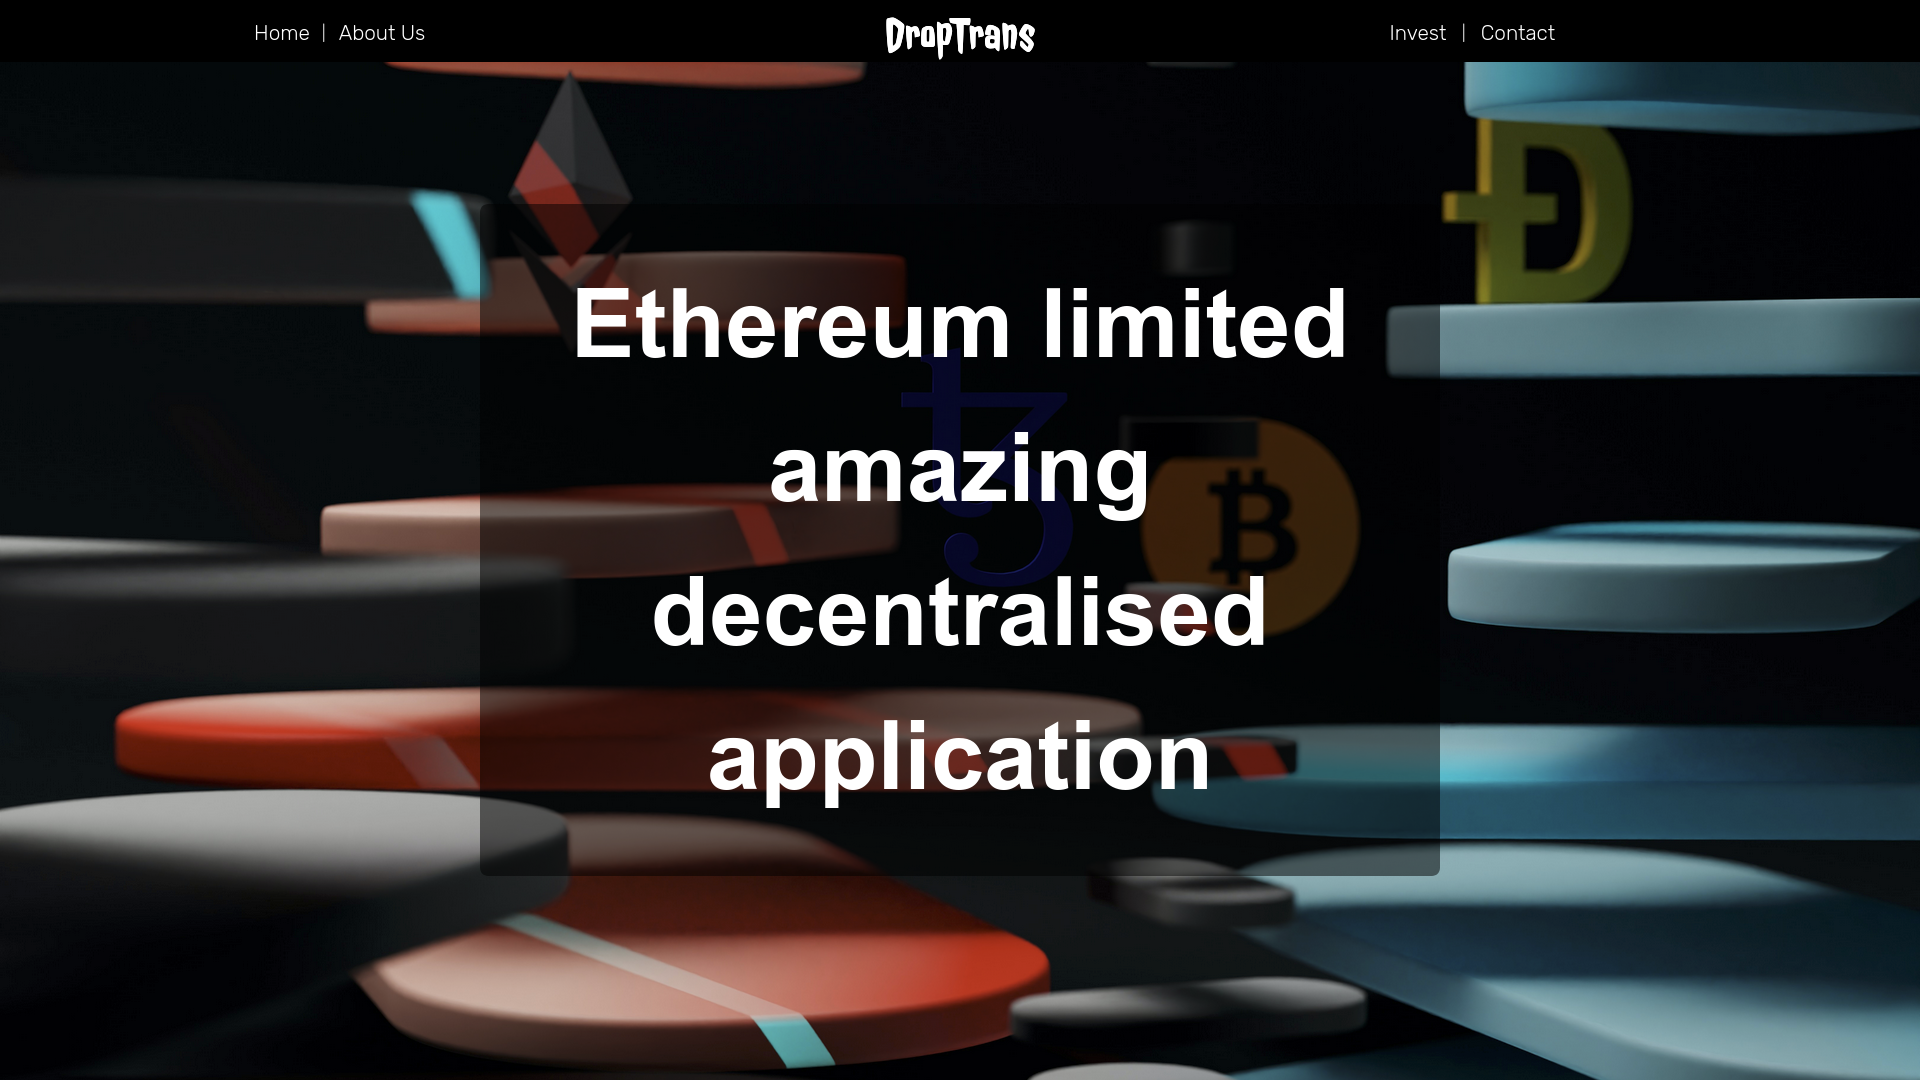 Home | About Us
DropTrans
Invest | Contact
Ethereum limited
amazing
decentralised
application